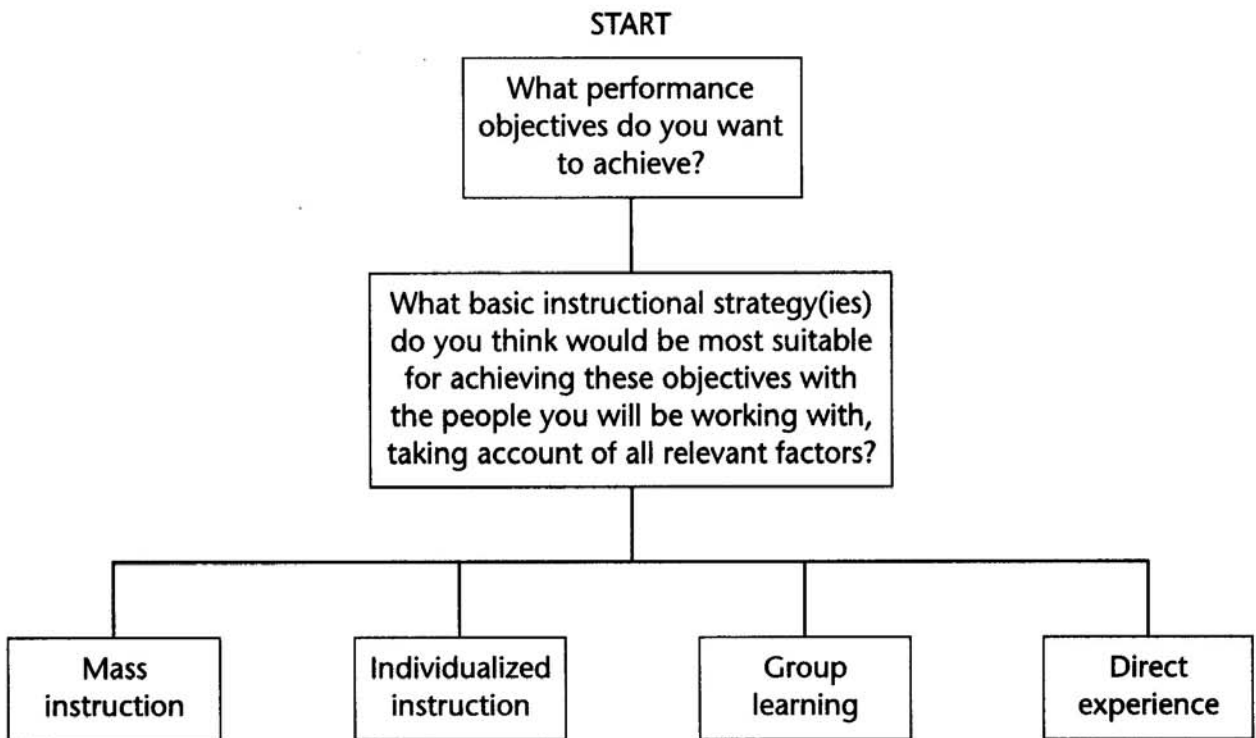 START
What performance
objectives do you want
to achieve?
What basic instructional strategy(ies)
do you think would be most suitable
for achieving these objectives with
the people you will be working with,
taking account of all relevant factors?
Mass
instruction
Individualized
instruction
Group
learning
Direct
experience